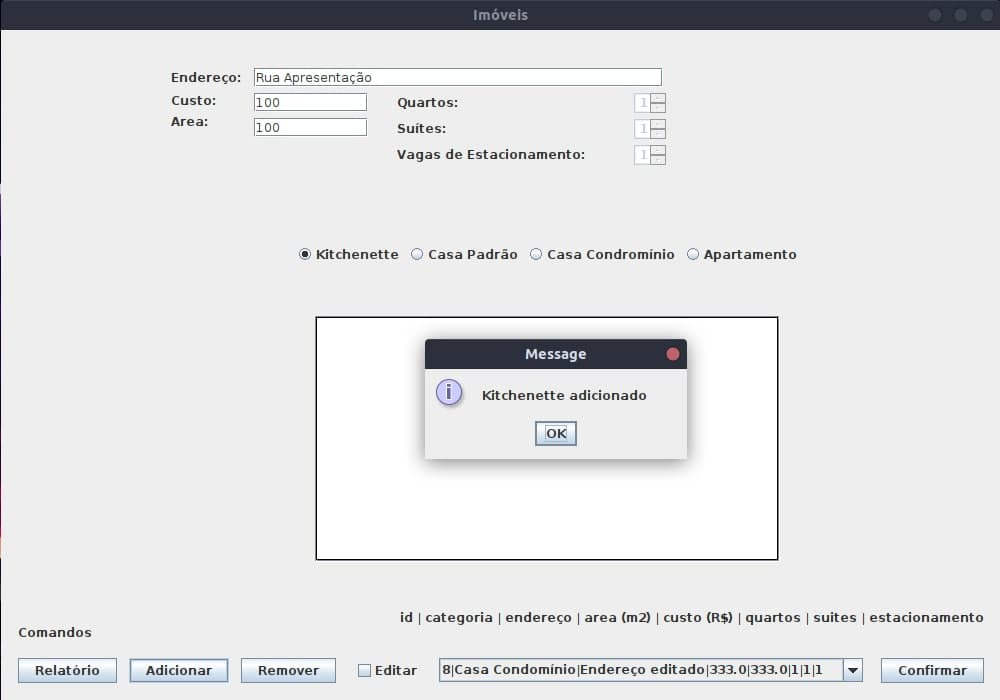 Imóveis
Endereço: Rua Apresentação
Custo: 100 Quartos: 1
Area: 100 Suítes: 1
Vagas de Estacionamento: 1
Kitchenette Casa Padrão Casa Condromínio Apartamento
Message
i Kitchenette adicionado
OK
id | categoria | endereço | area (m2) | custo (R$) | quartos | suites | estacionamento
Comandos
Relatório Adicionar Remover Editar 8|Casa Condomínio|Endereço editado|333.0|333.0|1|1|1 Confirmar